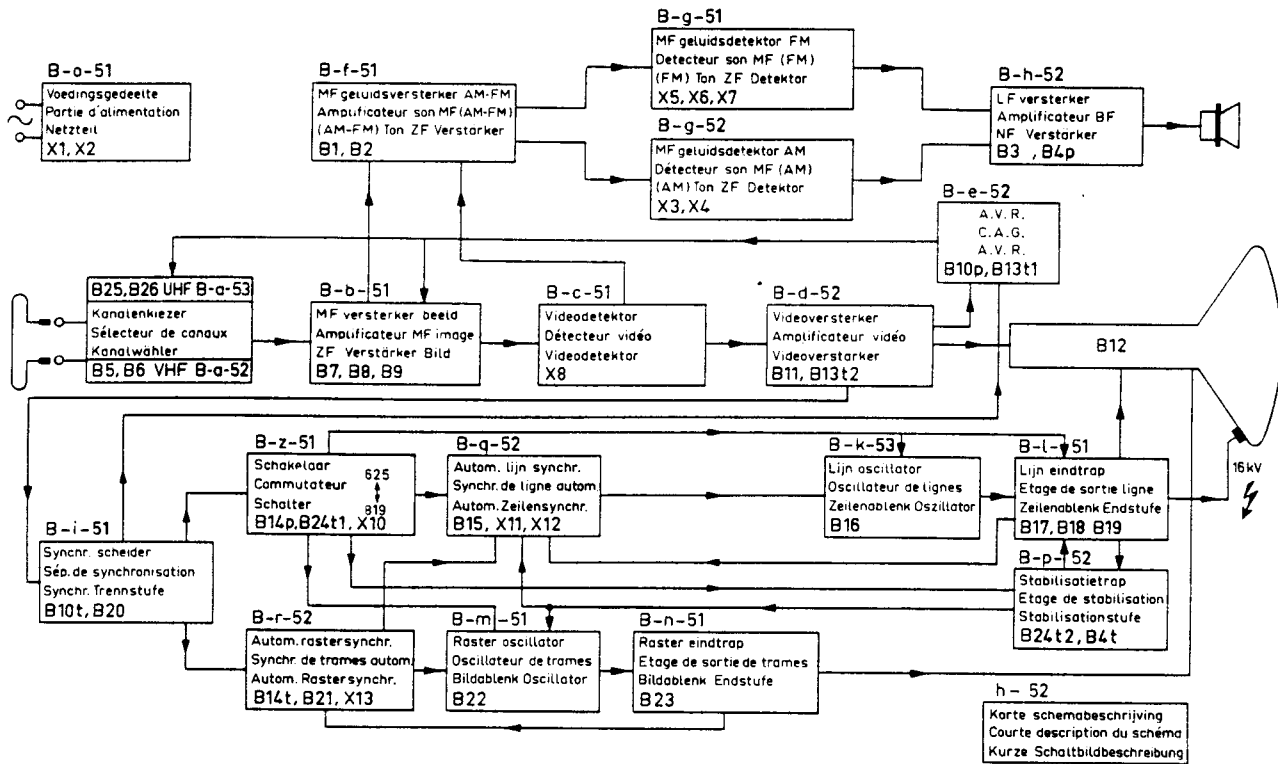 B-g-51
MF geluidsdetektor FM
Detecteur son MF (FM)
(FM) Ton ZF Detektor
X5, X6, X7
B-o-51
Voedingsgedeelte
Partie d'alimentation
Netzteil
X1, X2
B-f-51
MF geluidsversterker AM-FM
Amplificateur son MF (AM-FM)
(AM-FM) Ton ZF Verstärker
B1, B2
B-h-52
LF versterker
Amplificateur BF
NF Verstärker
B3 , B4p
B-g-52
MF geluidsdetektor AM
Détecteur son MF (AM)
(AM) Ton ZF Detektor
X3, X4
B-e-52
A.V.R.
C.A.G.
A.V.R.
B10p, B13t1
B25, B26 UHF B-a-53
Kanalenkiezer
Sélecteur de canaux
Kanalwähler
B5, B6 VHF B-a-52
B-b-51
MF versterker beeld
Amplificateur MF image
ZF Verstärker Bild
B7, B8, B9
B-c-51
Videodetektor
Détecteur vidéo
Videodetektor
X8
B-d-52
Videoversterker
Amplificateur vidéo
Videoverstärker
B11, B13t2
B12
16kV
B-z-51
Schakelaar
Commutateur
Schalter
625
819
B14p, B24t1, X10
B-q-52
Autom. lijn synchr.
Synchr. de ligne autom.
Autom. Zeilensynchr.
B15, X11, X12
B-k-53
Lijn oscillator
Oscillateur de lignes
Zeilenablenk Oszillator
B16
B-l-51
Lijn eindtrap
Etage de sortie ligne
Zeilenablenk Endstufe
B17, B18 B19
B-i-51
Synchr. scheider
Sép. de synchronisation
Synchr. Trennstufe
B10t, B20
B-p-52
Stabilisatietrap
Etage de stabilisation
Stabilisationstufe
B24t2, B4t
B-r-52
Autom. rastersynchr.
Synchr. de trames autom.
Autom. Rastersynchr.
B14t, B21, X13
B-m-51
Raster oscillator
Oscillateur de trames
Bildablenk Oscillator
B22
B-n-51
Raster eindtrap
Etage de sortie de trames
Bildablenk Endstufe
B23
h-52
Korte schemabeschrijving
Courte description du schéma
Kurze Schaltbildbeschreibung